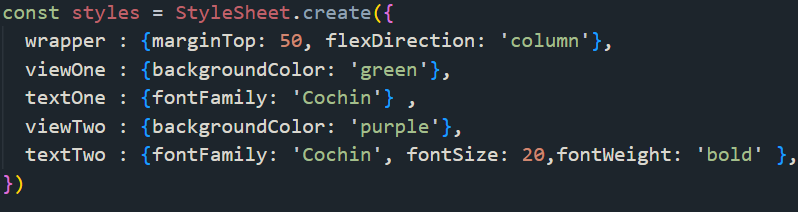 const styles = StyleSheet.create({
  wrapper : {marginTop: 50, flexDirection: 'column'},
  viewOne : {backgroundColor: 'green'},
  textOne : {fontFamily: 'Cochin'} ,
  viewTwo : {backgroundColor: 'purple'},
  textTwo : {fontFamily: 'Cochin', fontSize: 20,fontWeight: 'bold' },
})